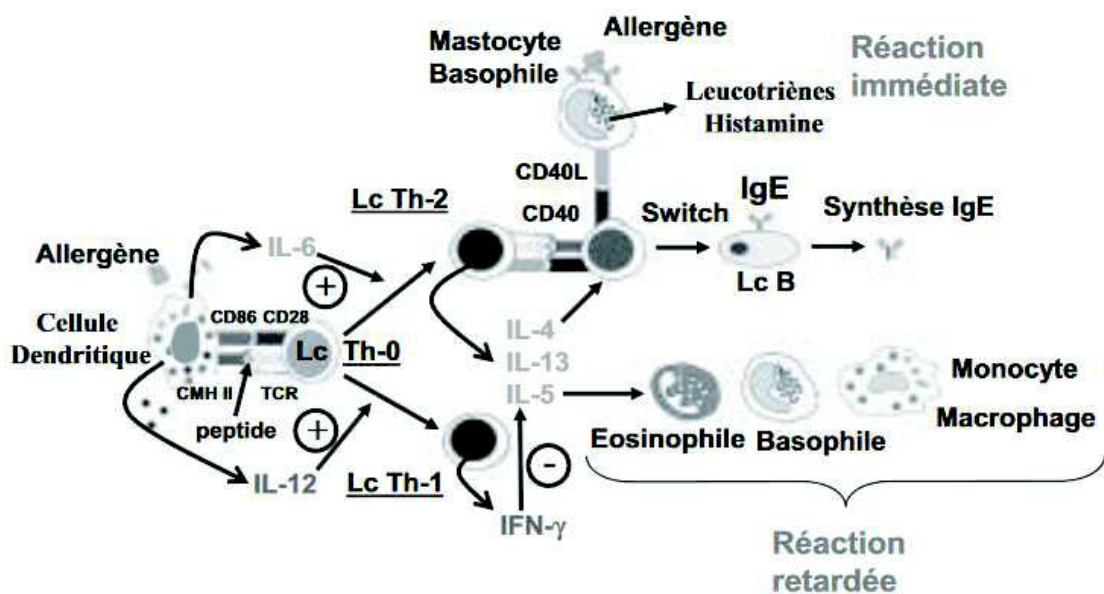 Allergène
Mastocyte
Basophile
Réaction
immédiate
Leucotriènes
Histamine
CD40L
CD40
Lc Th-2
IgE
Switch
Synthèse IgE
Lc B
Allergène
IL-6
+
Cellule
Dendritique
CD86 CD28
Lc Th-0
CMH II
TCR
peptide
+
IL-12
Lc Th-1
IL-4
IL-13
IL-5
-
IFN-γ
Eosinophile
Basophile
Monocyte
Macrophage
Réaction
retardée